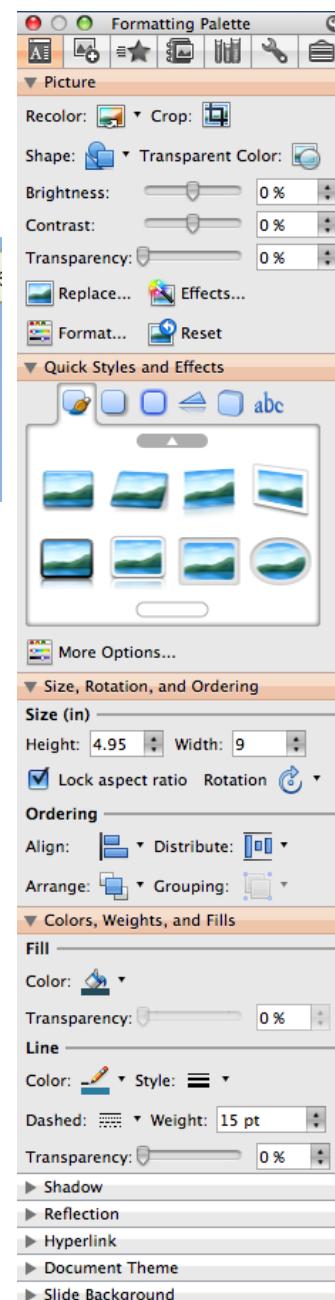 Formatting Palette
Picture
Recolor: Crop:
Shape: Transparent Color:
Brightness: 0 %
Contrast: 0 %
Transparency: 0 %
Replace... Effects...
Format... Reset
Quick Styles and Effects
abc
More Options...
Size, Rotation, and Ordering
Size (in)
Height: 4.95 Width: 9
Lock aspect ratio Rotation
Ordering
Align: Distribute:
Arrange: Grouping:
Colors, Weights, and Fills
Fill
Color:
Transparency: 0 %
Line
Color: Style:
Dashed: Weight: 15 pt
Transparency: 0 %
Shadow
Reflection
Hyperlink
Document Theme
Slide Background